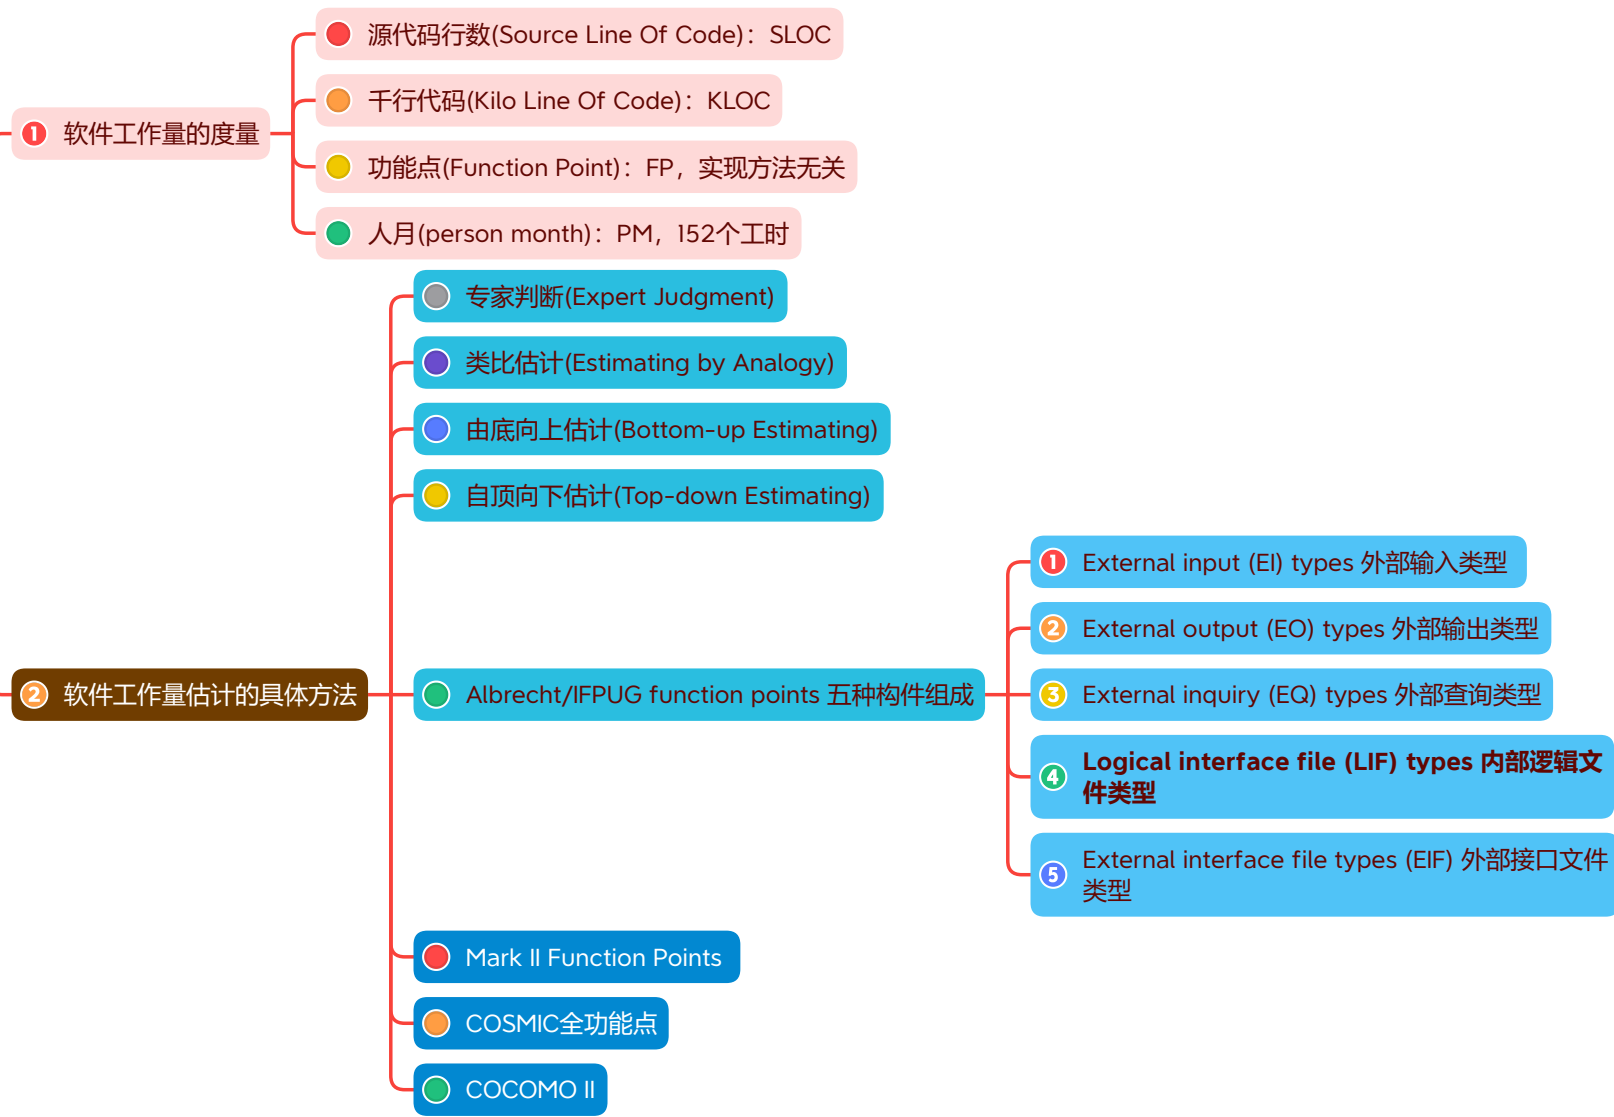 1 软件工作量的度量
源代码行数(Source Line Of Code)：SLOC
千行代码(Kilo Line Of Code)：KLOC
功能点(Function Point)：FP，实现方法无关
人月(person month)：PM，152个工时
2 软件工作量估计的具体方法
专家判断(Expert Judgment)
类比估计(Estimating by Analogy)
由底向上估计(Bottom-up Estimating)
自顶向下估计(Top-down Estimating)
Albrecht/IFPUG function points 五种构件组成
1 External input (EI) types 外部输入类型
2 External output (EO) types 外部输出类型
3 External inquiry (EQ) types 外部查询类型
4 Logical interface file (LIF) types 内部逻辑文
件类型
5 External interface file types (EIF) 外部接口文件
类型
Mark II Function Points
COSMIC全功能点
COCOMO II